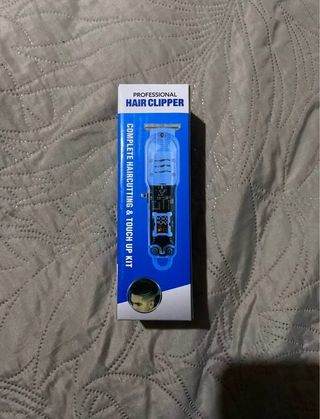 PROFESSIONAL
HAIR CLIPPER
COMPLETE HAIRCUTTING & TOUCH UP KIT